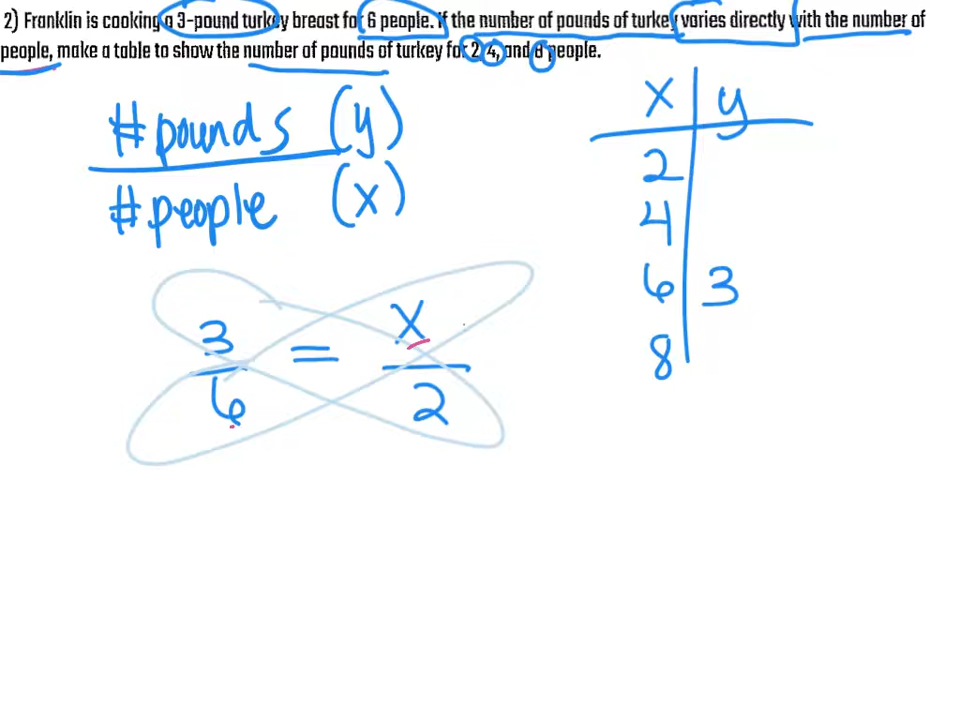 2) Franklin is cooking a 3-pound turkey breast for 6 people. If the number of pounds of turkey varies directly with the number of
people, make a table to show the number of pounds of turkey for 2, 4, and 8 people.
#pounds (y)
#people (x)
x y
2
4
6 3
8
3 = x
6 2